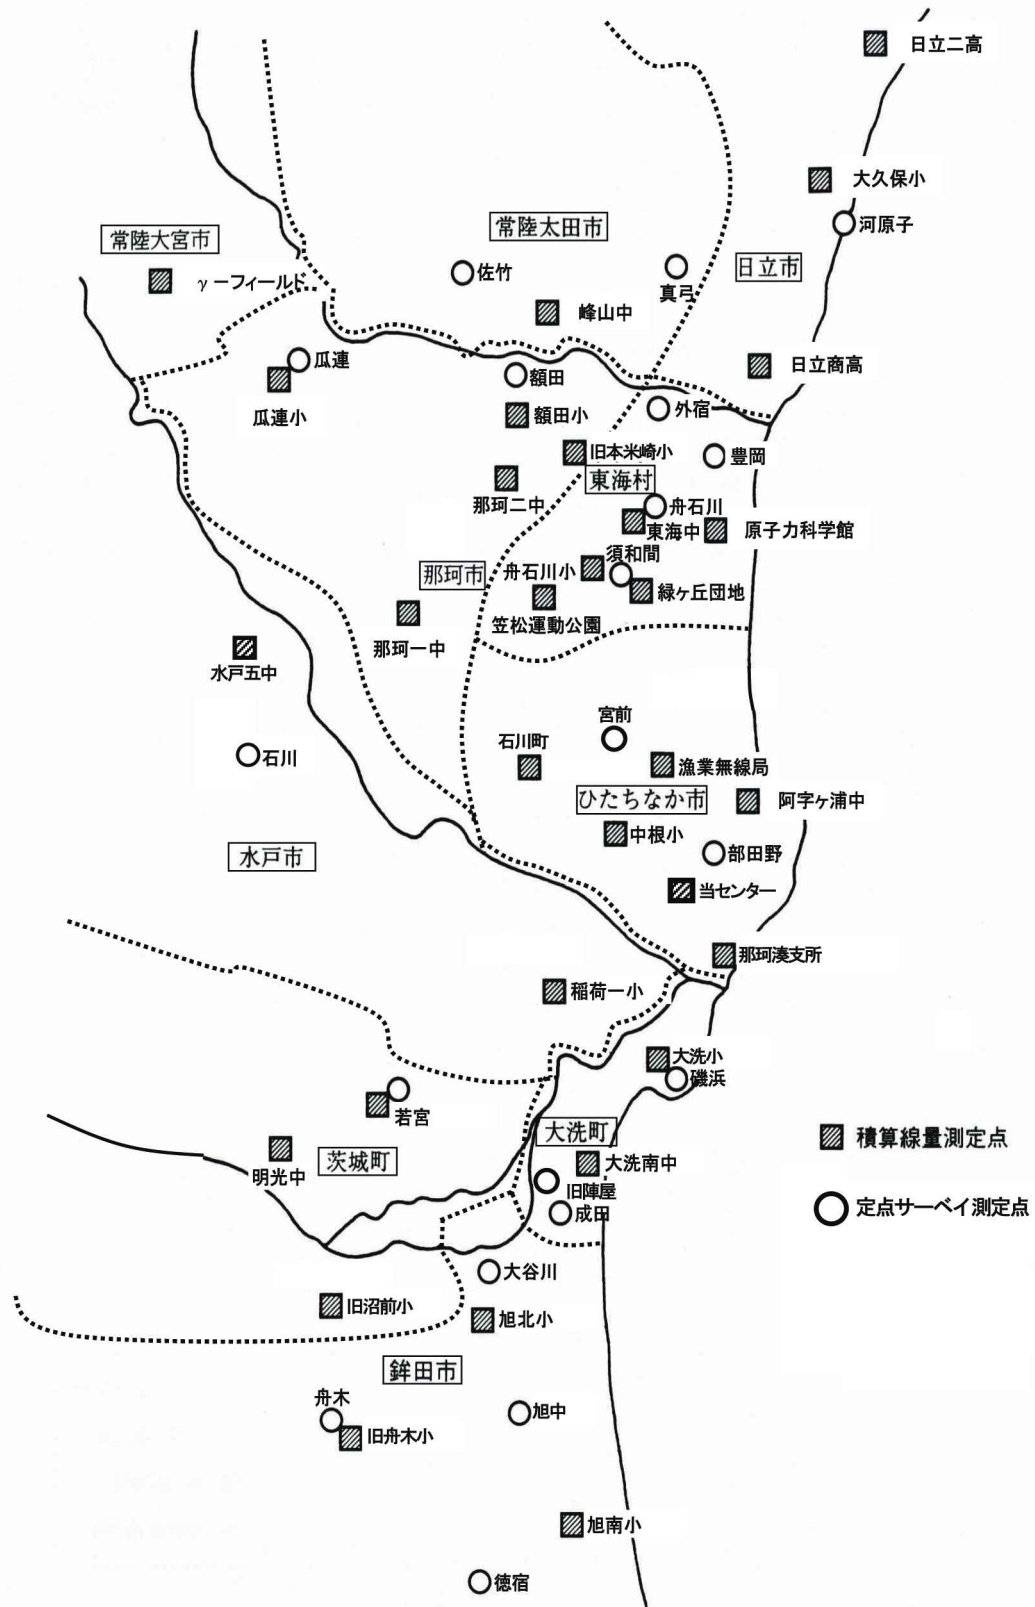 日立二高
大久保小
河原子
常陸大宮市
常陸太田市
日立市
γーフィールド
佐竹
真弓
峰山中
瓜連
日立商高
額田
瓜連小
額田小
外宿
旧本米崎小
豊岡
東海村
那珂二中
舟石川
東海中
原子力科学館
須和間
那珂市
舟石川小
緑ヶ丘団地
笠松運動公園
那珂一中
水戸五中
宮前
石川町
石川
漁業無線局
ひたちなか市
阿字ヶ浦中
中根小
水戸市
部田野
当センター
那珂湊支所
稲荷一小
大洗小
磯浜
若宮
大洗町
積算線量測定点
茨城町
大洗南中
明光中
旧陣屋
成田
定点サーベイ測定点
大谷川
旧沼前小
旭北小
鉾田市
舟木
旭中
旧舟木小
旭南小
徳宿